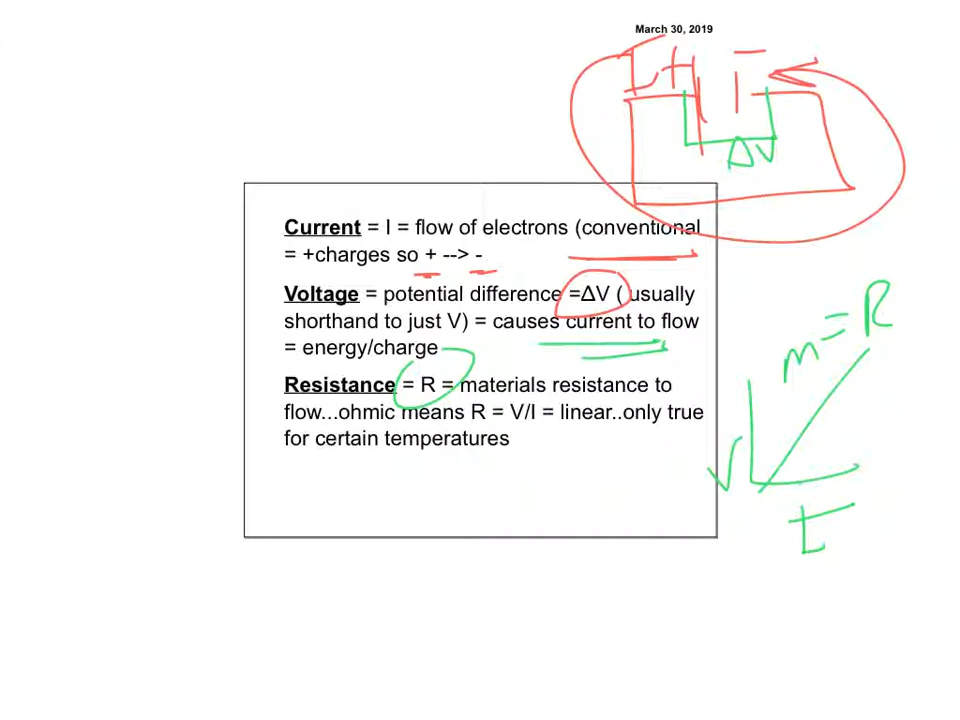 March 30, 2019
I + -
ΔV
Current = I = flow of electrons (conventional
= +charges so + --> -
Voltage = potential difference =ΔV ( usually
shorthand to just V) = causes current to flow
= energy/charge
Resistance = R = materials resistance to
flow...ohmic means R = V/I = linear..only true
for certain temperatures
m = R
V
I